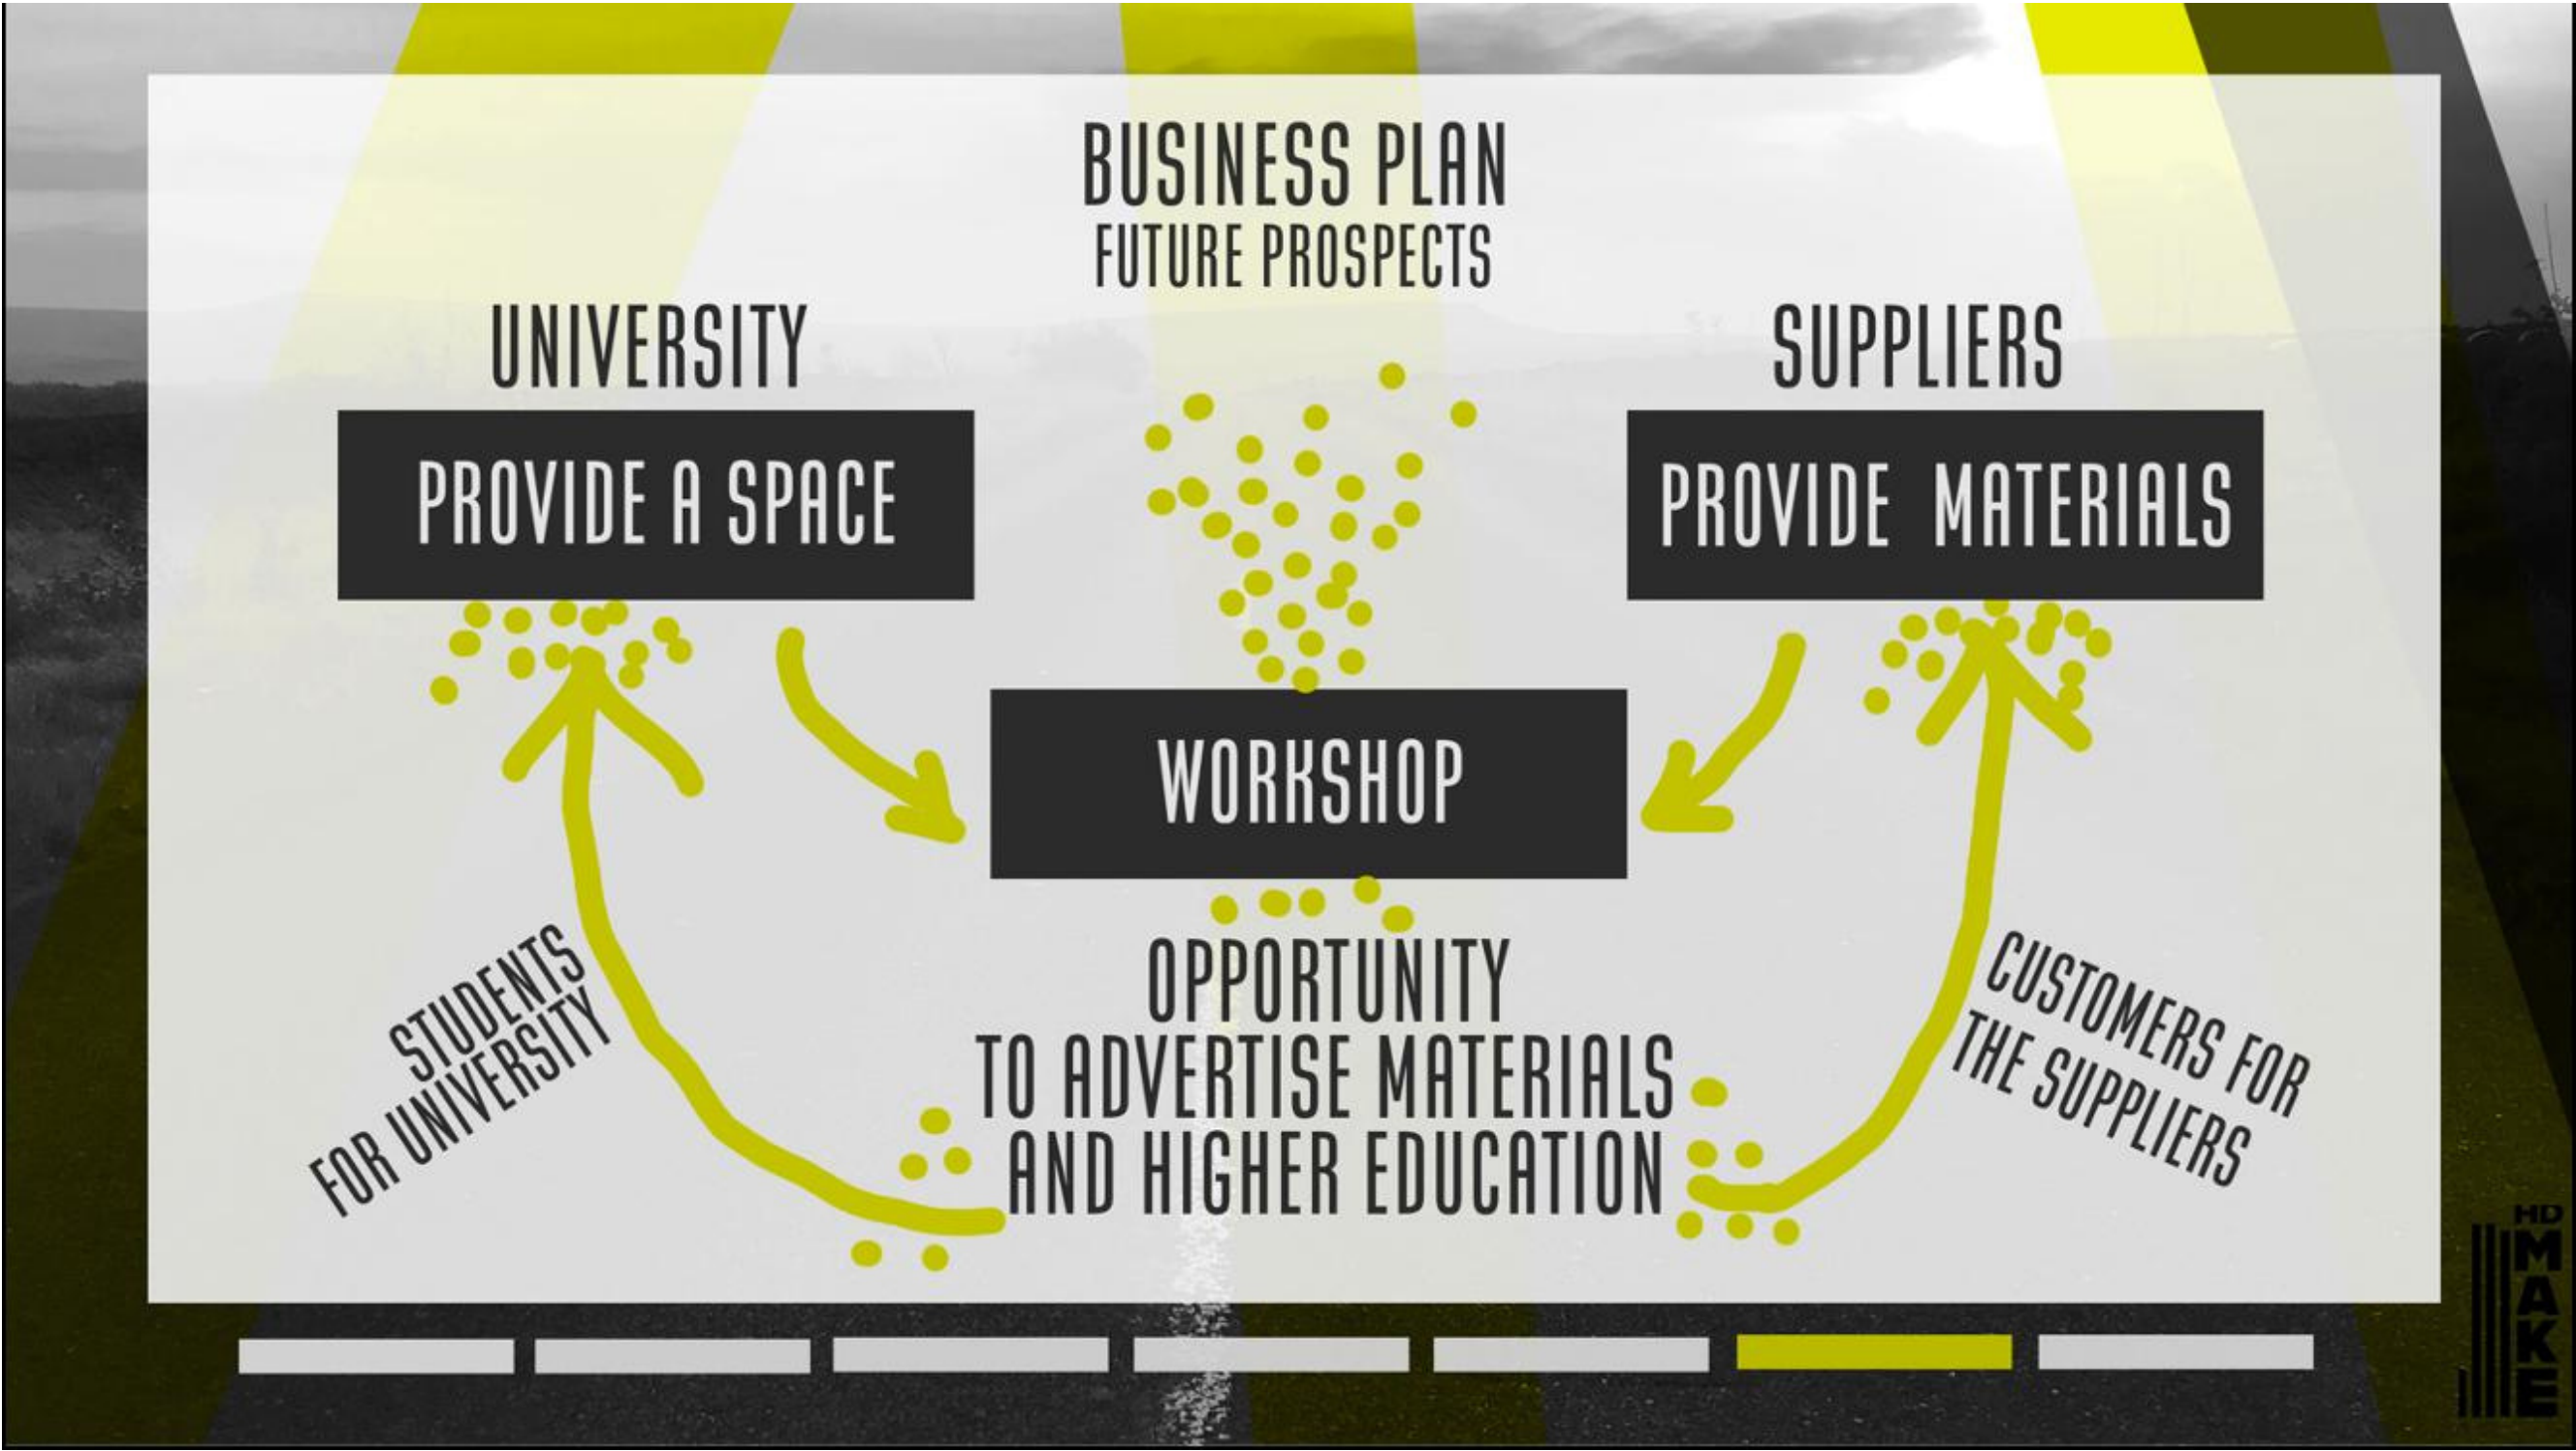 BUSINESS PLAN
FUTURE PROSPECTS
UNIVERSITY
PROVIDE A SPACE
SUPPLIERS
PROVIDE MATERIALS
WORKSHOP
OPPORTUNITY
TO ADVERTISE MATERIALS
AND HIGHER EDUCATION
STUDENTS
FOR UNIVERSITY
CUSTOMERS FOR
THE SUPPLIERS
HD
MAKE